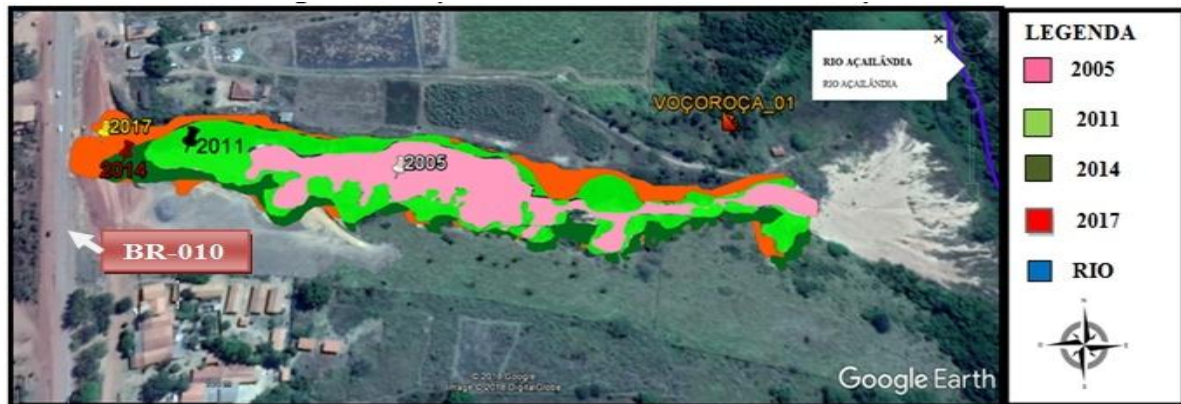 RIO AÇAILÂNDIA
RIO AÇAILÂNDIA
VOÇOROCA_01
2017
2011
2014
2005
BR-010
© 2018 Google
Image © 2018 DigitalGlobe
Google Earth
LEGENDA
2005
2011
2014
2017
RIO
N